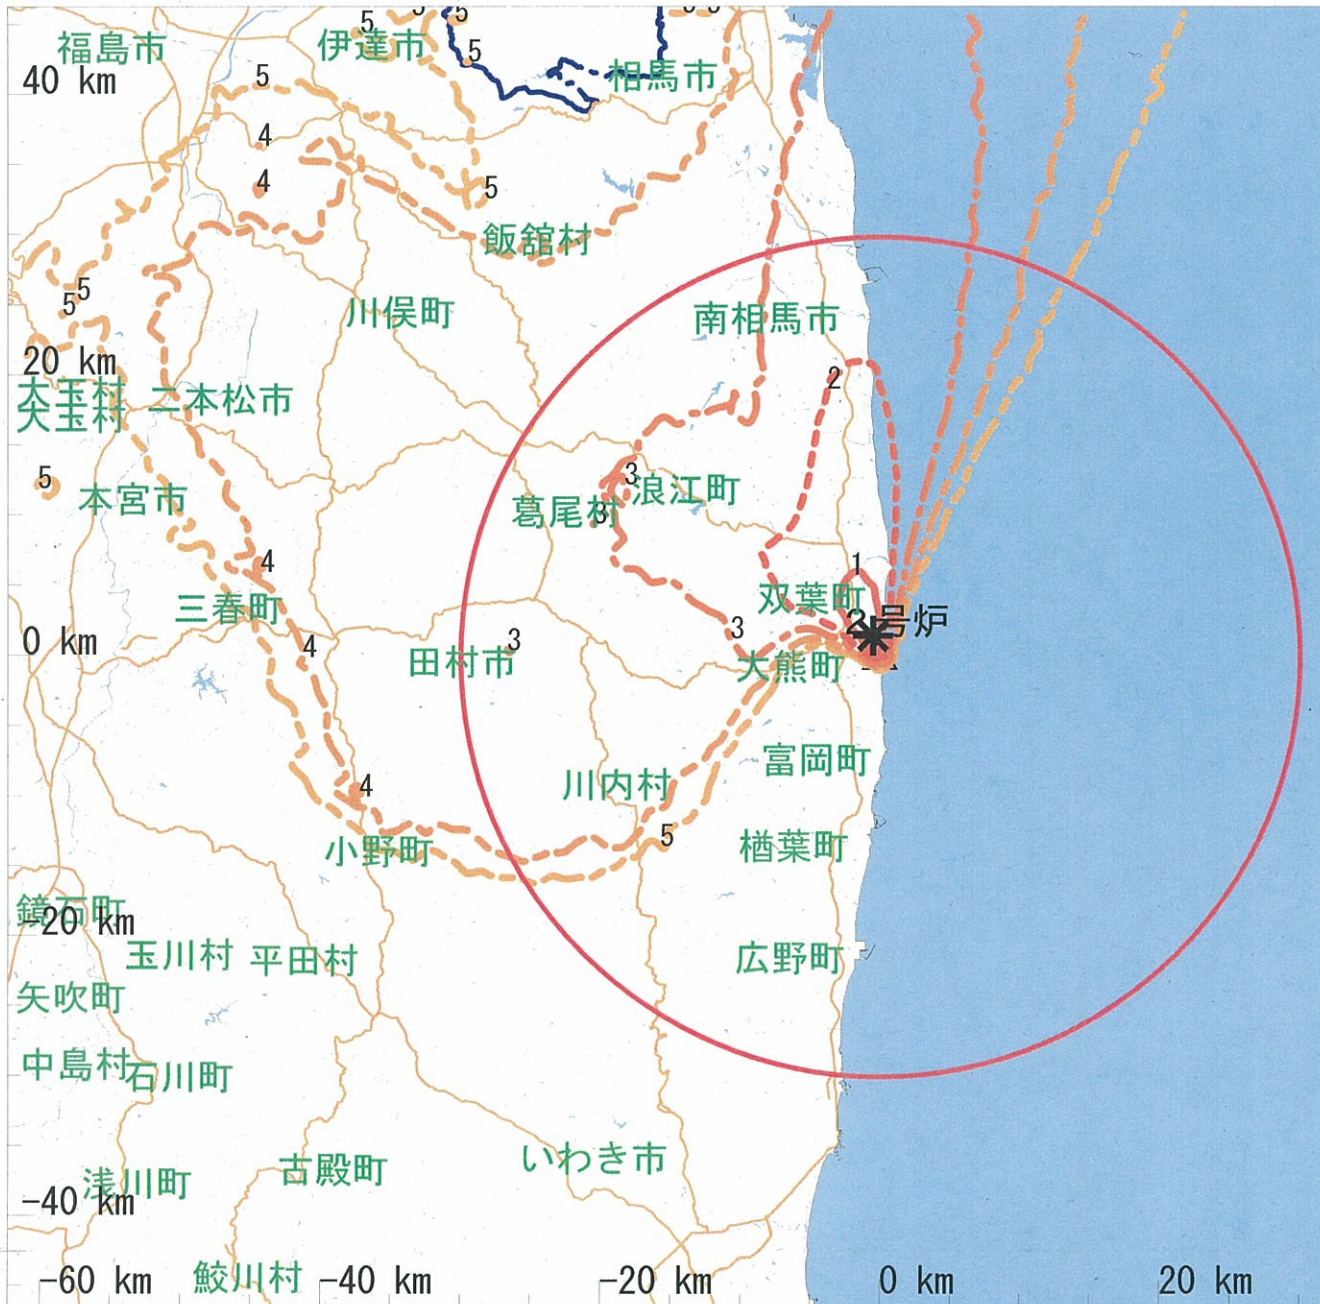 5
5
5
福島市
伊達市
5
相馬市
40 km
5
4
4
5
飯舘村
5
5
川俣町
南相馬市
20 km
2
大玉村
大玉村
二本松市
5
3
浪江町
本宮市
葛尾村
3
4
1
三春町
双葉町
号炉
0 km
4
3
3
田村市
大熊町
富岡町
4
川内村
5
小野町
楢葉町
鏡石町
-20 km
玉川村
平田村
広野町
矢吹町
中島村
石川町
いわき市
古殿町
浅川町
-40 km
-60 km
鮫川村
-40 km
-20 km
0 km
20 km